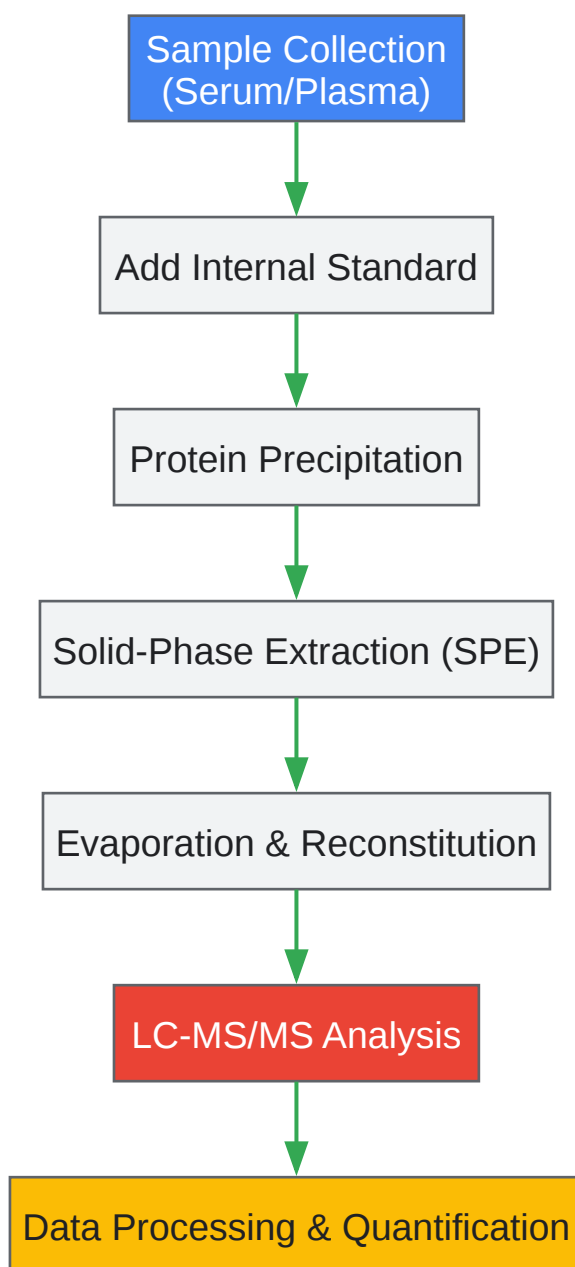 Sample Collection
(Serum/Plasma)
Add Internal Standard
Protein Precipitation
Solid-Phase Extraction (SPE)
Evaporation & Reconstitution
LC-MS/MS Analysis
Data Processing & Quantification